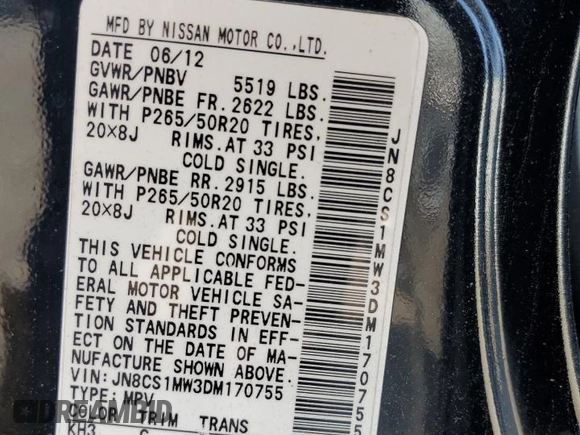 MFD BY NISSAN MOTOR CO.,LTD.
DATE 06/12
GVWR/PNBV 5519 LBS.
GAWR/PNBE FR. 2622 LBS.
WITH P265/50R20 TIRES,
20×8J RIMS.AT 33 PSI
COLD SINGLE.
GAWR/PNBE RR. 2915 LBS.
WITH P265/50R20 TIRES,
20×8J RIMS.AT 33 PSI
COLD SINGLE.
THIS VEHICLE CONFORMS
TO ALL APPLICABLE FED-
ERAL MOTOR VEHICLE SA-
FETY AND THEFT PREVEN-
TION STANDARDS IN EFF-
ECT ON THE DATE OF MA-
NUFACTURE SHOWN ABOVE.
VIN: JN8CS1MW3DM170755
TYPE: MPV
COLOR TRIM TRANS
KH3 G
JN8CS1MW3DM170755